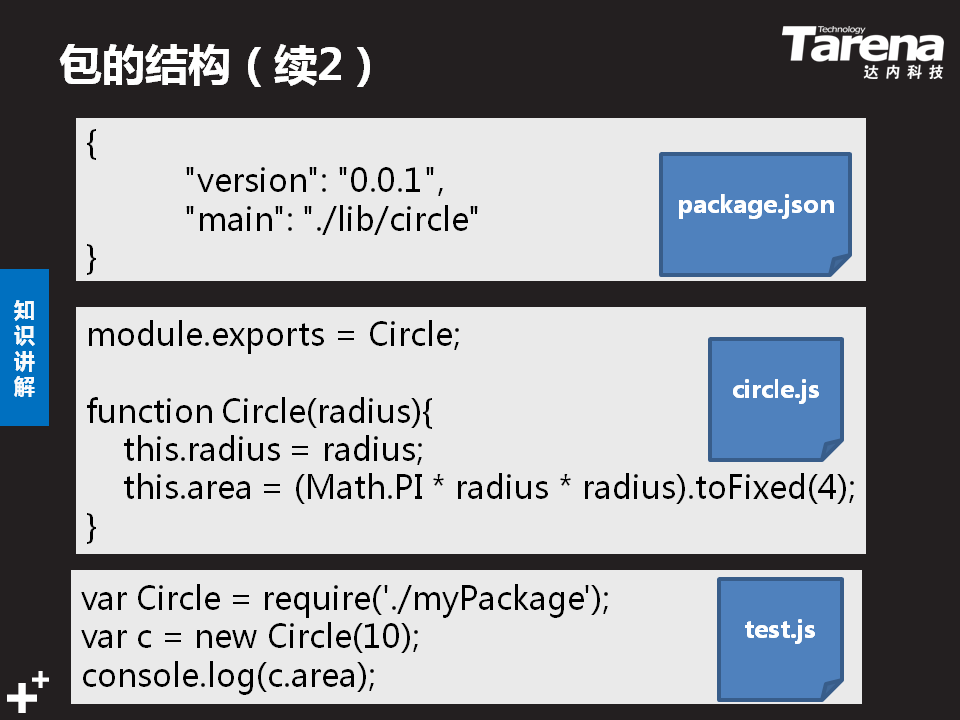 包的结构（续2）
Technology
Tarena
达内科技
{
"version": "0.0.1",
"main": "./lib/circle"
}
package.json
知识讲解
module.exports = Circle;
function Circle(radius){
this.radius = radius;
this.area = (Math.PI * radius * radius).toFixed(4);
}
circle.js
var Circle = require('./myPackage');
var c = new Circle(10);
console.log(c.area);
test.js